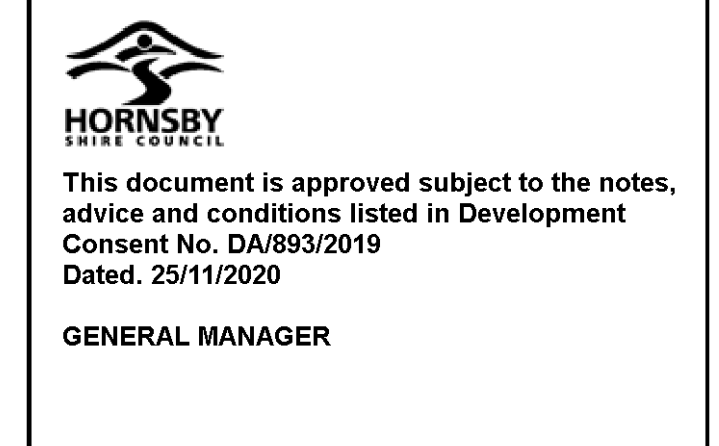 HORNSBY
SHIRE COUNCIL
This document is approved subject to the notes,
advice and conditions listed in Development
Consent No. DA/893/2019
Dated. 25/11/2020
GENERAL MANAGER